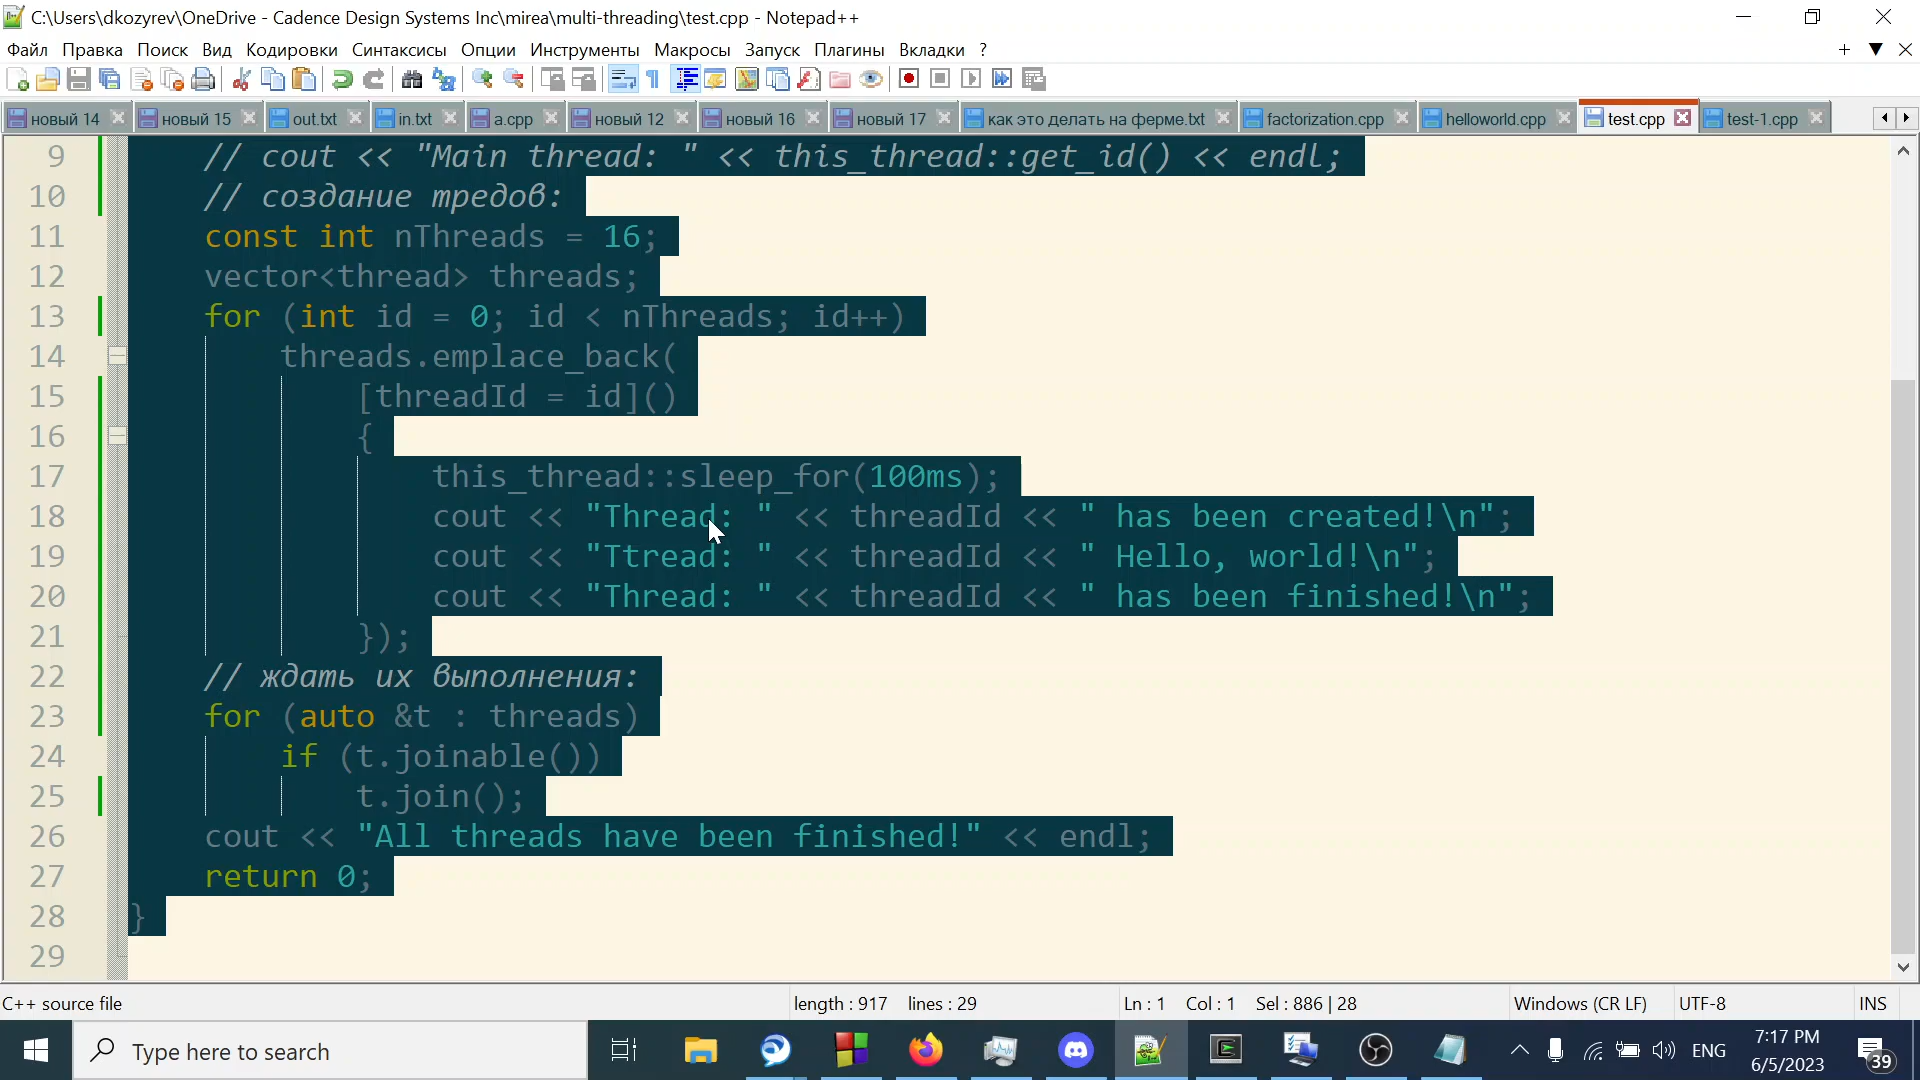 C:\Users\dkozyrev\OneDrive - Cadence Design Systems Inc\mirea\multi-threading\test.cpp - Notepad++
Файл Правка Поиск Вид Кодировки Синтаксисы Опции Инструменты Макросы Запуск Плагины Вкладки ?
новый 14 новый 15 out.txt in.txt a.cpp новый 12 новый 16 новый 17 как это делать на ферме.txt factorization.cpp helloworld.cpp test.cpp test-1.cpp
9 // cout << "Main thread: " << this_thread::get_id() << endl;
10 // создание тредов:
11 const int nThreads = 16;
12 vector<thread> threads;
13 for (int id = 0; id < nThreads; id++)
14 threads.emplace_back(
15 [threadId = id]()
16 {
17 this_thread::sleep_for(100ms);
18 cout << "Thread: " << threadId << " has been created!\n";
19 cout << "Ttread: " << threadId << " Hello, world!\n";
20 cout << "Thread: " << threadId << " has been finished!\n";
21 });
22 // ждать их выполнения:
23 for (auto &t : threads)
24 if (t.joinable())
25 t.join();
26 cout << "All threads have been finished!" << endl;
27 return 0;
28 }
29
C++ source file length : 917 lines : 29 Ln : 1 Col : 1 Sel : 886 | 28 Windows (CR LF) UTF-8 INS
Type here to search ENG 7:17 PM
6/5/2023 39